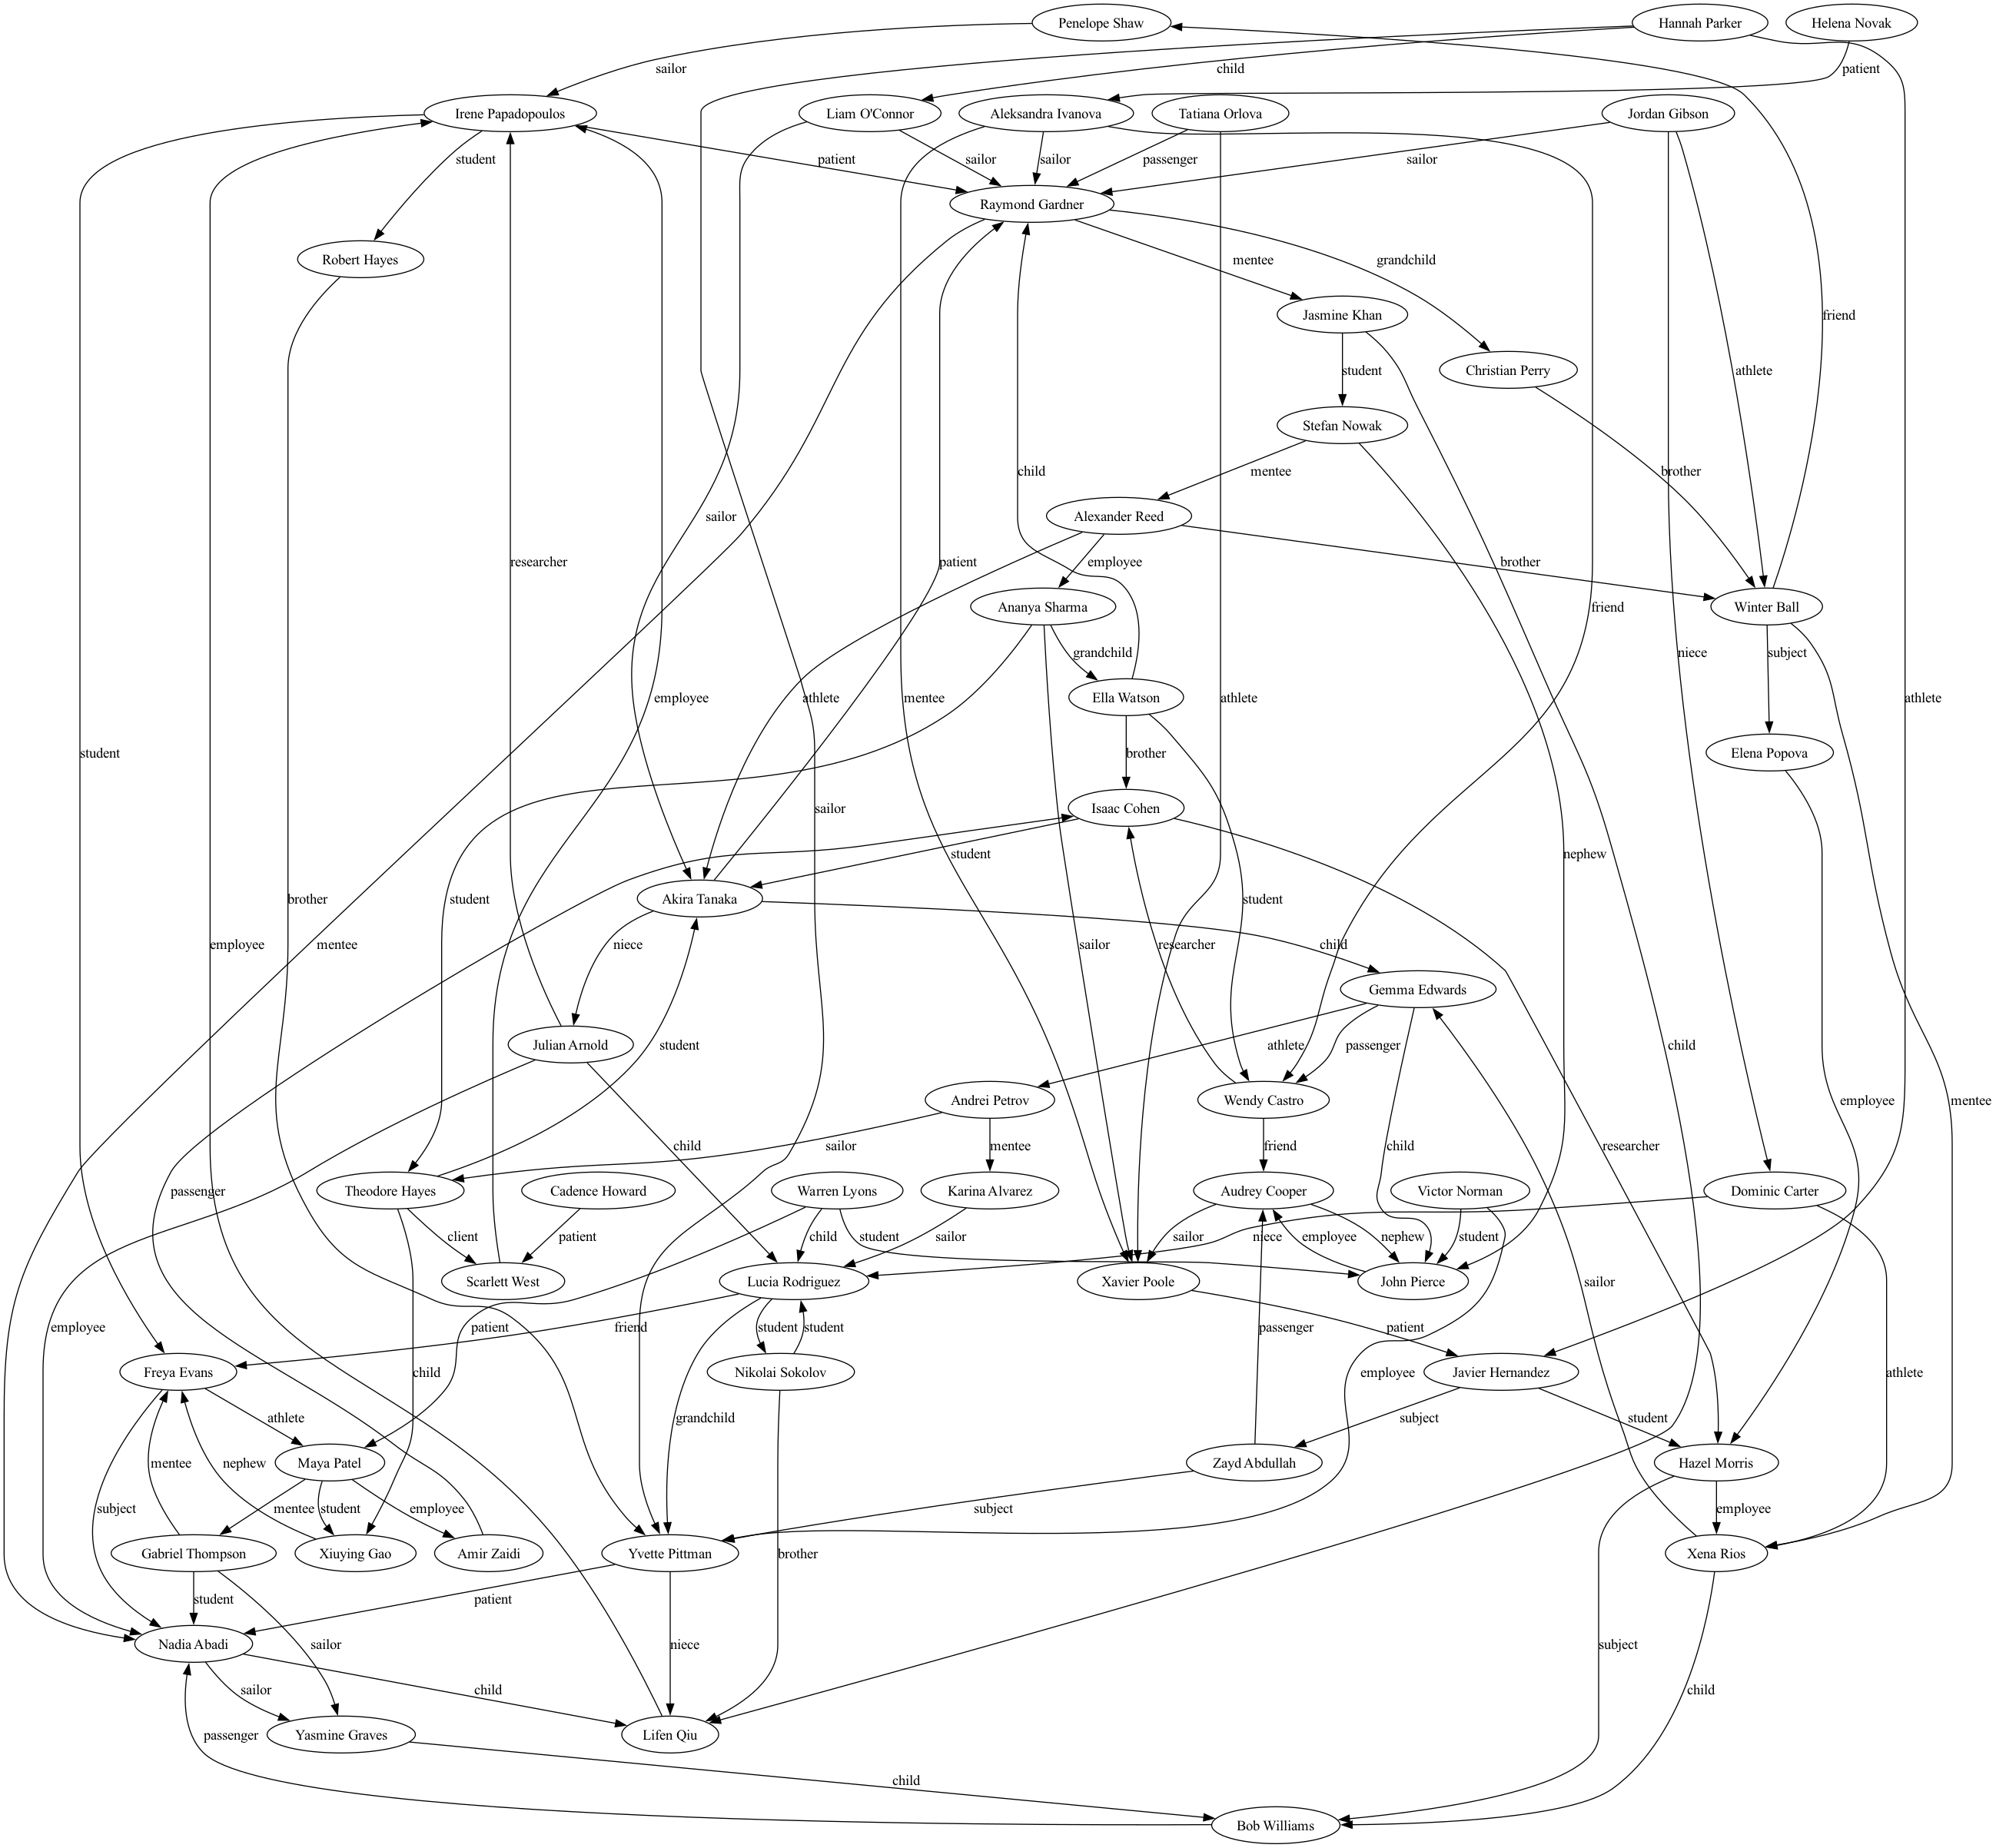 Penelope Shaw
Hannah Parker
Helena Novak
sailor
child
patient
Irene Papadopoulos
Liam O'Connor
Aleksandra Ivanova
Tatiana Orlova
Jordan Gibson
student
patient
sailor
sailor
passenger
sailor
Raymond Gardner
Robert Hayes
mentee
grandchild
friend
Jasmine Khan
student
Christian Perry
athlete
Stefan Nowak
child
mentee
brother
sailor
Alexander Reed
researcher
patient
employee
brother
Ananya Sharma
Winter Ball
friend
grandchild
subject
niece
employee
athlete
mentee
Ella Watson
athlete
athlete
student
brother
Elena Popova
sailor
Isaac Cohen
student
nephew
student
Akira Tanaka
student
brother
employee
mentee
niece
sailor
researcher
child
Gemma Edwards
Julian Arnold
student
athlete
passenger
child
Andrei Petrov
Wendy Castro
employee
mentee
child
sailor
mentee
child
friend
researcher
passenger
Theodore Hayes
Cadence Howard
Warren Lyons
Karina Alvarez
Audrey Cooper
Victor Norman
Dominic Carter
client
patient
child
student
sailor
sailor
niece
employee
nephew
student
Scarlett West
Lucia Rodriguez
Xavier Poole
John Pierce
sailor
employee
patient
friend
student
student
passenger
patient
Freya Evans
child
Nikolai Sokolov
employee
Javier Hernandez
athlete
athlete
grandchild
subject
student
mentee
nephew
Maya Patel
Zayd Abdullah
Hazel Morris
subject
mentee
student
employee
subject
employee
Gabriel Thompson
Xiuying Gao
Amir Zaidi
Yvette Pittman
brother
Xena Rios
student
patient
Nadia Abadi
sailor
niece
subject
sailor
child
child
passenger
Yasmine Graves
Lifen Qiu
child
Bob Williams